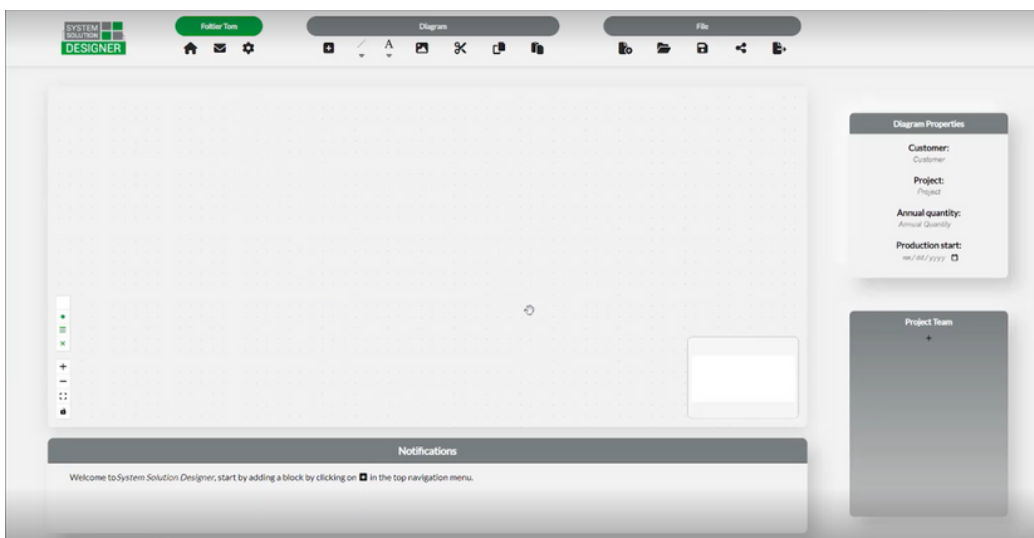 SYSTEM
SOLUTION
DESIGNER
Foltier Tom
Diagram
A
File
Diagram Properties
Customer:
Customer
Project:
Project
Annual quantity:
Annual Quantity
Production start:
mm/dd/yyyy
Project Team
+
Notifications
Welcome to System Solution Designer, start by adding a block by clicking on in the top navigation menu.